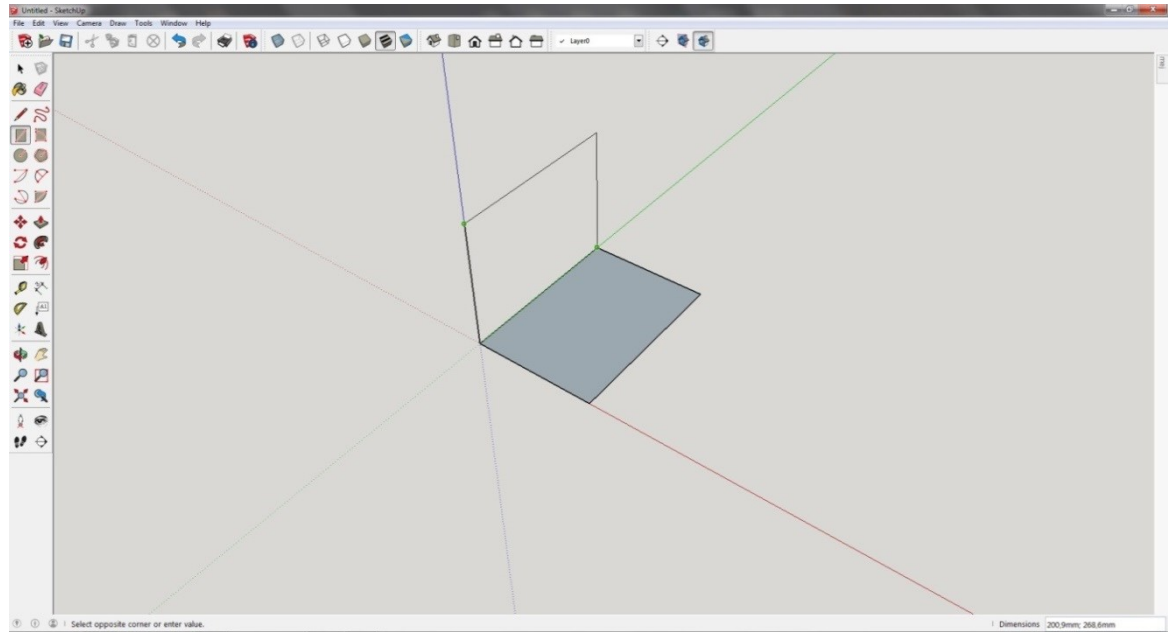 Untitled - SketchUp
File Edit View Camera Draw Tools Window Help
Layer0
Select opposite corner or enter value.
Dimensions 200,9mm; 268,6mm